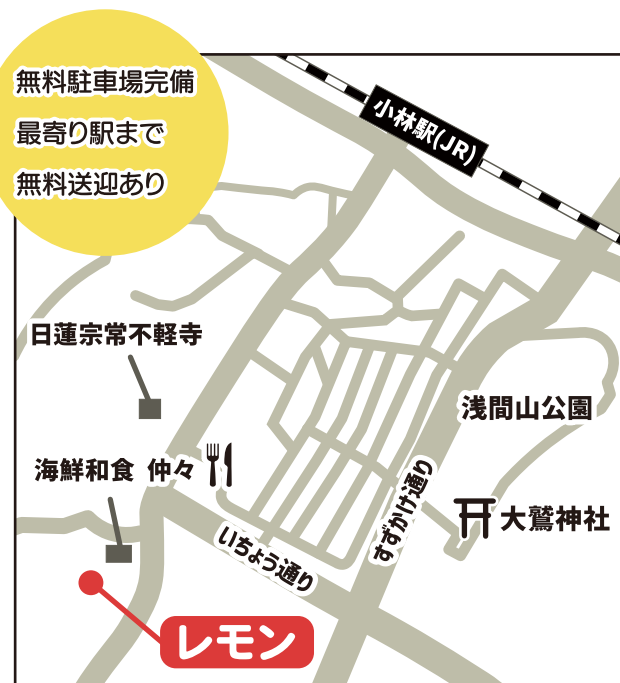 無料駐車場完備
最寄り駅まで
無料送迎あり
小林駅(JR)
日蓮宗常不軽寺
浅間山公園
海鮮和食 仲々
すずかけ通り
大鷲神社
いちょう通り
レモン